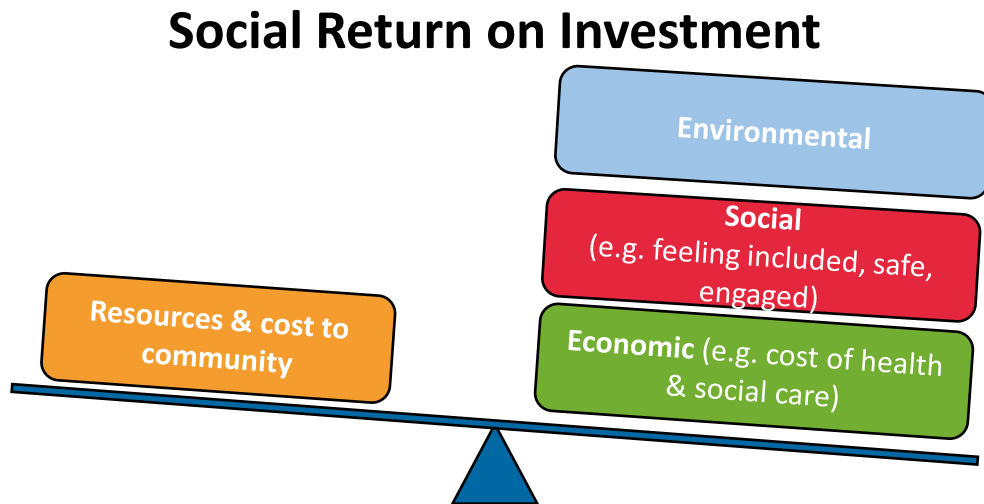 Social Return on Investment
Environmental
Social
(e.g. feeling included, safe,
engaged)
Resources & cost to
community
Economic (e.g. cost of health
& social care)